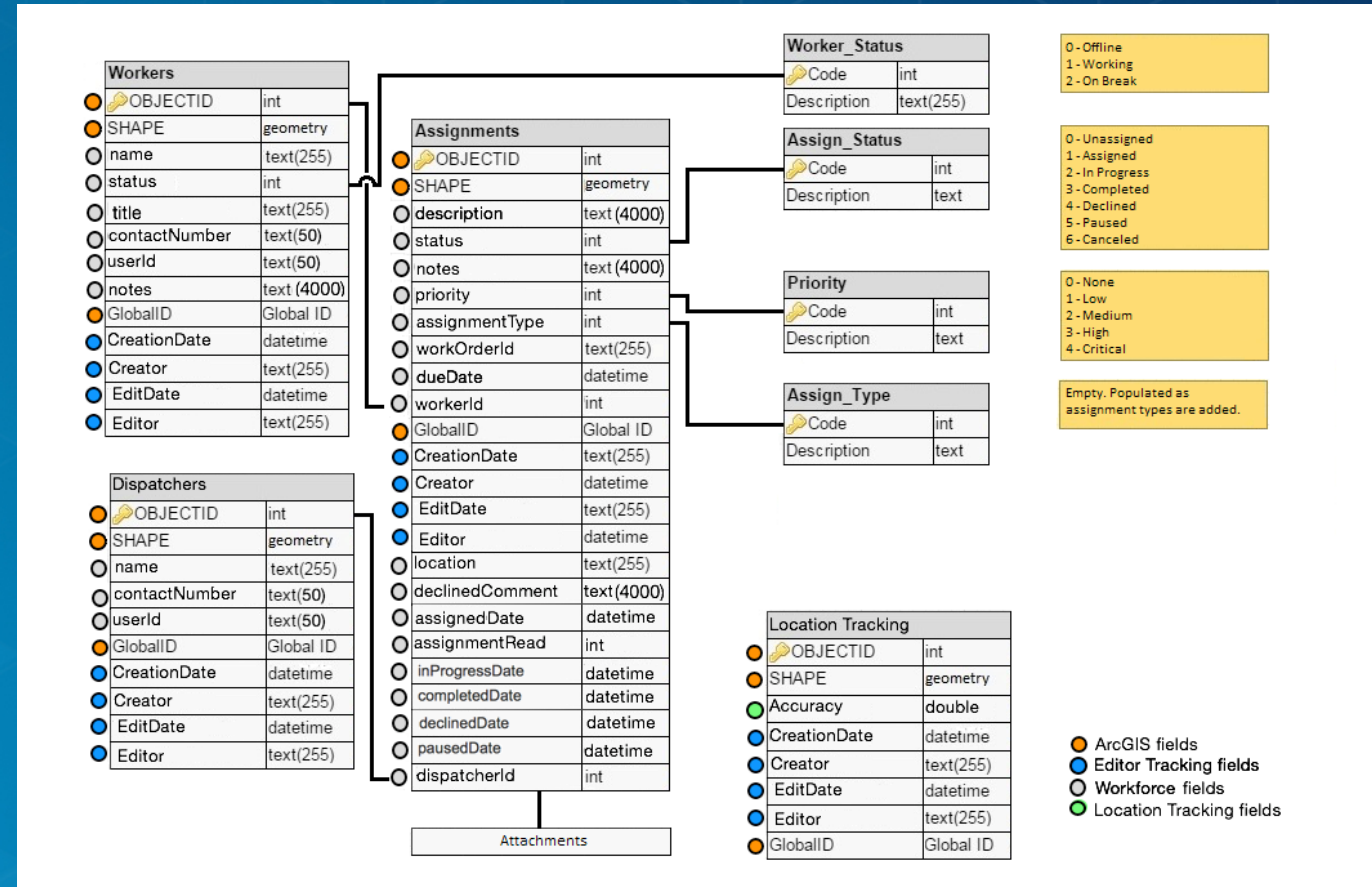 Workers
OBJECTID int
SHAPE geometry
name text(255)
status int
title text(255)
contactNumber text(50)
userId text(50)
notes text (4000)
GlobalID Global ID
CreationDate datetime
Creator text(255)
EditDate datetime
Editor text(255)
Dispatchers
OBJECTID int
SHAPE geometry
name text(255)
contactNumber text(50)
userId text(50)
GlobalID Global ID
CreationDate datetime
Creator text(255)
EditDate datetime
Editor text(255)
Assignments
OBJECTID int
SHAPE geometry
description text (4000)
status int
notes text (4000)
priority int
assignmentType int
workOrderId text(255)
dueDate datetime
workerId int
GlobalID Global ID
CreationDate text(255)
Creator datetime
EditDate text(255)
Editor datetime
location text(255)
declinedComment text(4000)
assignedDate datetime
assignmentRead int
inProgressDate datetime
completedDate datetime
declinedDate datetime
pausedDate datetime
dispatcherId int
Attachments
Worker_Status
Code int
Description text(255)
Assign_Status
Code int
Description text
Priority
Code int
Description text
Assign_Type
Code int
Description text
0 - Offline
1 - Working
2 - On Break
0 - Unassigned
1 - Assigned
2 - In Progress
3 - Completed
4 - Declined
5 - Paused
6 - Canceled
0 - None
1 - Low
2 - Medium
3 - High
4 - Critical
Empty. Populated as
assignment types are added.
Location Tracking
OBJECTID int
SHAPE geometry
Accuracy double
CreationDate datetime
Creator text(255)
EditDate datetime
Editor text(255)
GlobalID Global ID
ArcGIS fields
Editor Tracking fields
Workforce fields
Location Tracking fields